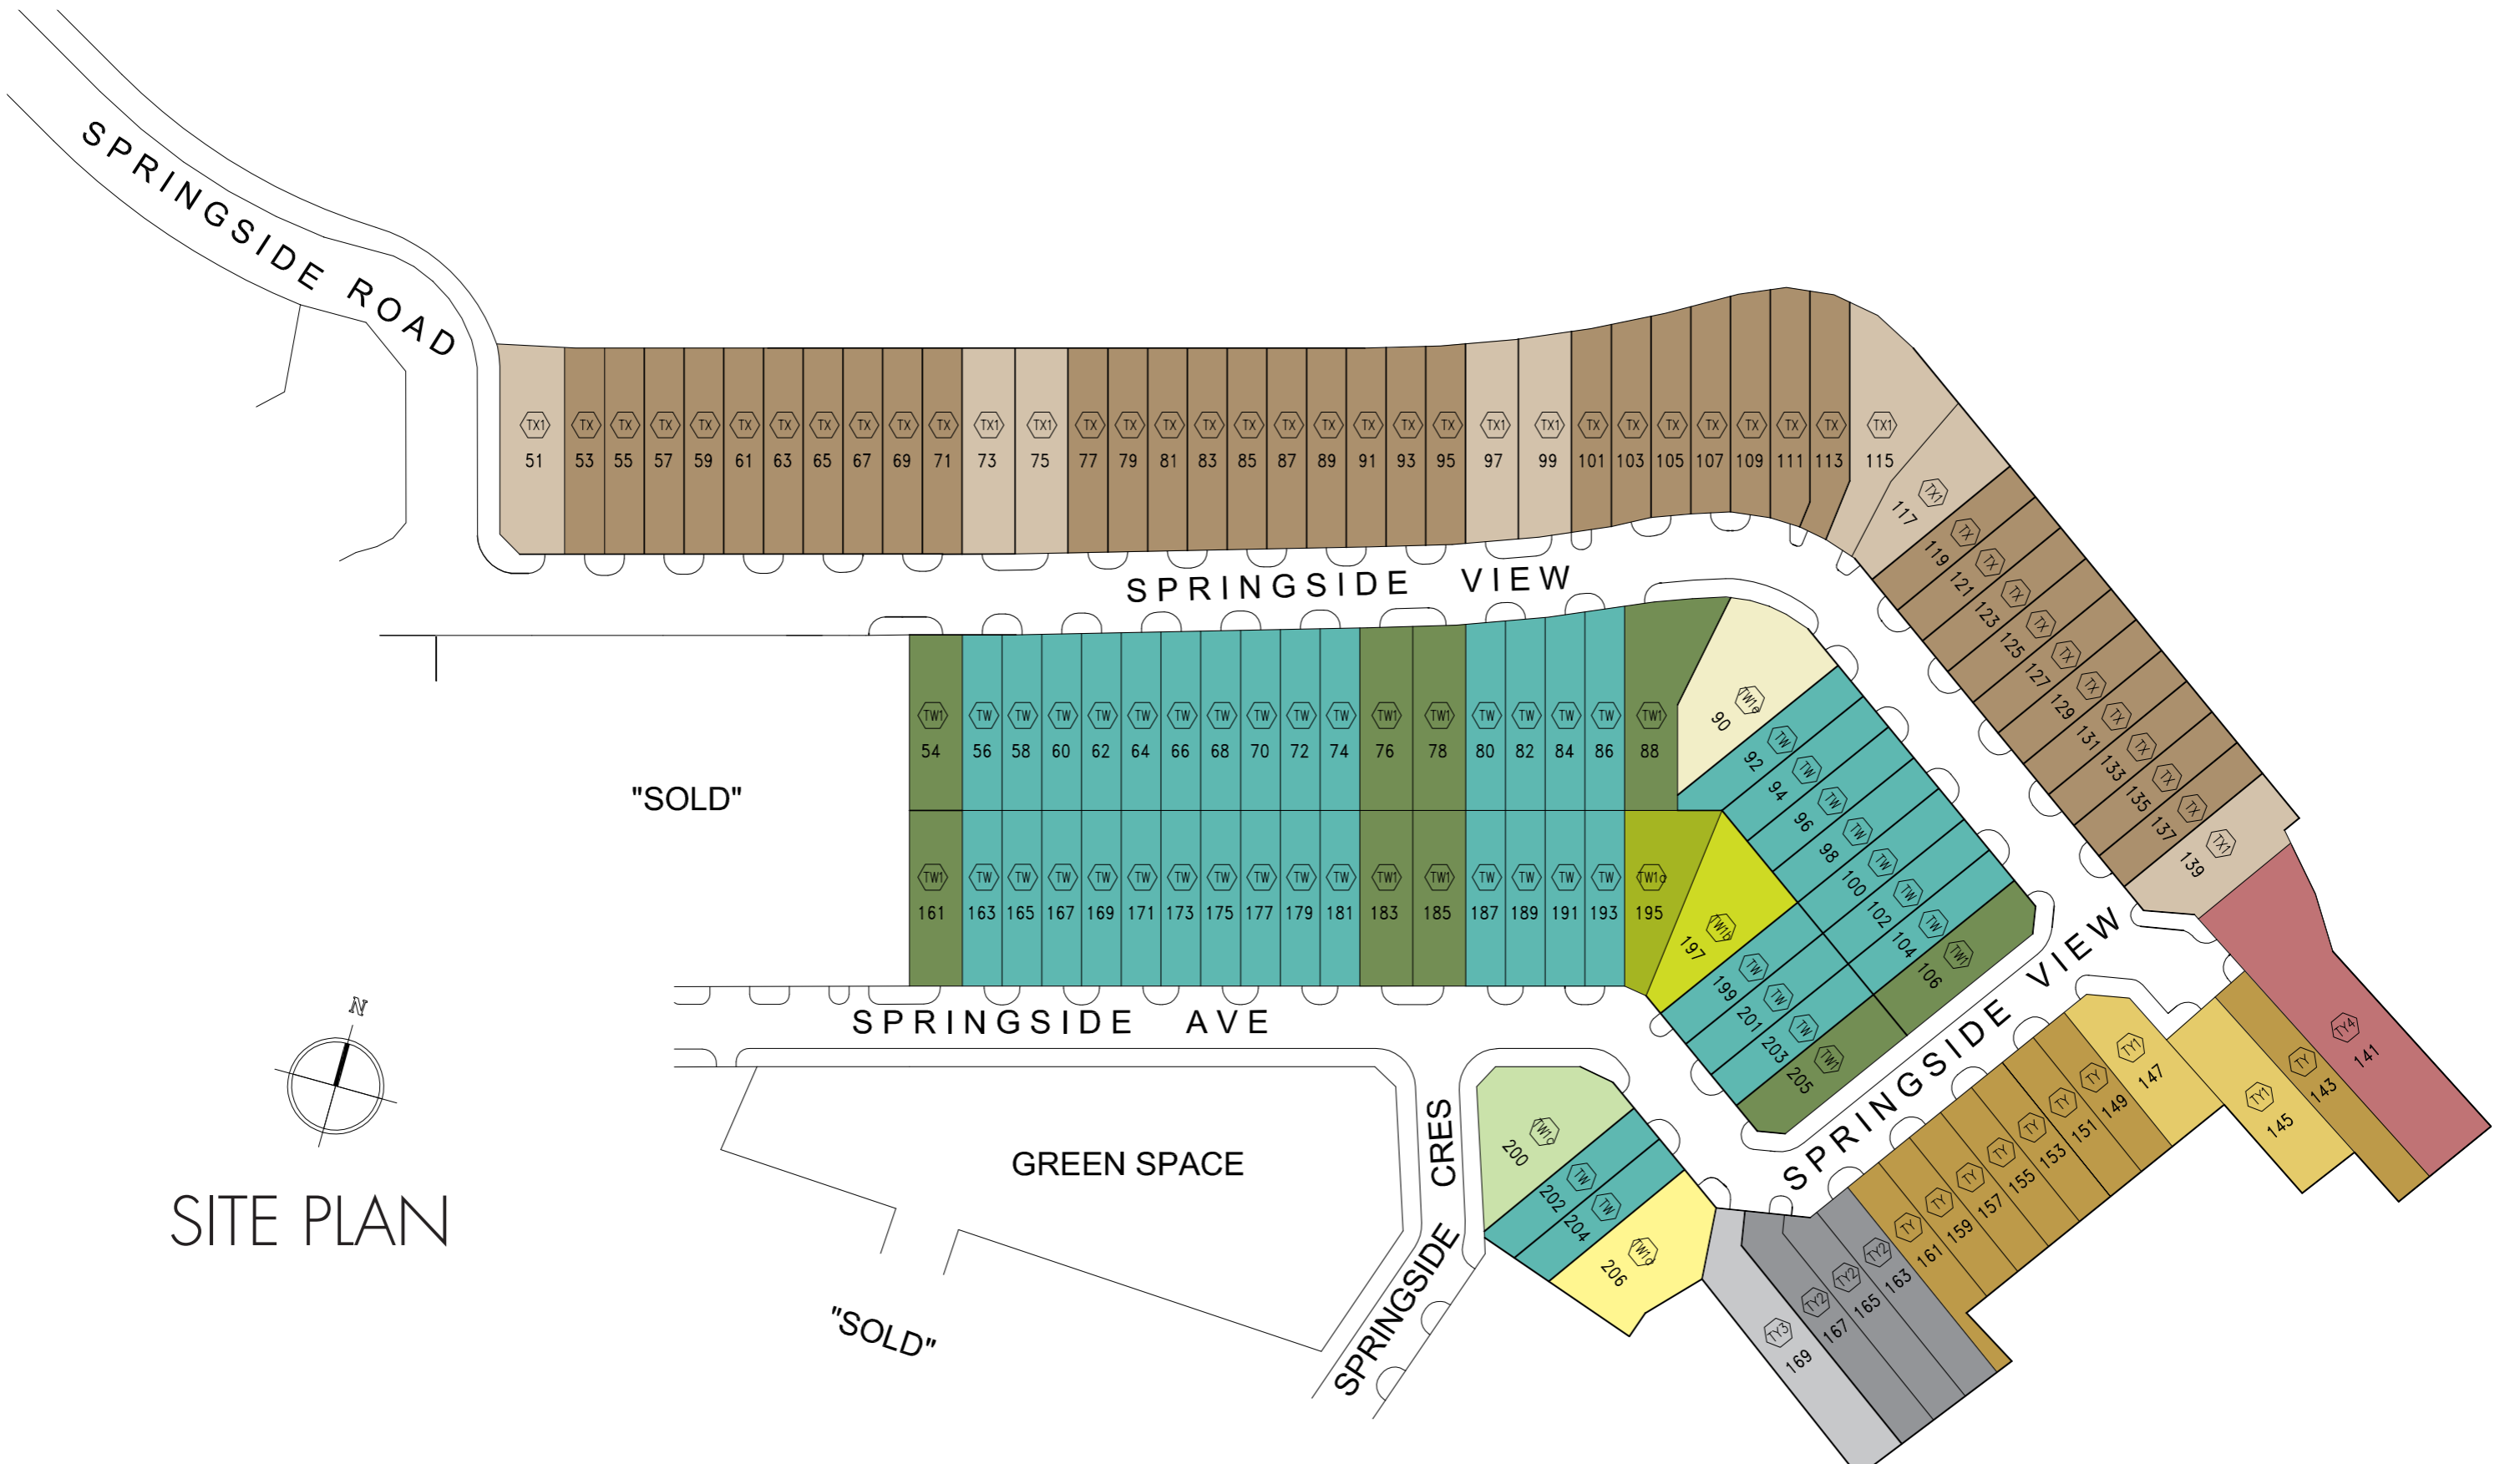 SPRINGSIDE ROAD
TX1 TX TX TX TX TX TX TX TX TX TX TX1 TX1 TX TX TX TX TX TX TX TX TX TX TX1 TX1 TX TX TX TX TX TX TX TX1
51 53 55 57 59 61 63 65 67 69 71 73 75 77 79 81 83 85 87 89 91 93 95 97 99 101 103 105 107 109 111 113 115
TX1 117
TX 119
TX 121
TX 123
TX 125
TX 127
TX 129
TX 131
TX 133
TX 135
TX 137
TX1 139
SPRINGSIDE VIEW
TW1 TW TW TW TW TW TW TW TW TW TW TW1 TW1 TW TW TW TW TW1
54 56 58 60 62 64 66 68 70 72 74 76 78 80 82 84 86 88
TW1e 90
TW 92
TW 94
TW 96
TW 98
TW 100
TW 102
TW 104
TW1 106
"SOLD"
TW1 TW TW TW TW TW TW TW TW TW TW TW1 TW1 TW TW TW TW TW1a
161 163 165 167 169 171 173 175 177 179 181 183 185 187 189 191 193 195
TW1b 197
TW 199
TW 201
TW 203
TW1 205
SPRINGSIDE VIEW
TY4 141
TY 143
TY1 145
TY1 147
TY 149
TY 151
TY 153
TY 155
TY 157
TY 159
TY 161
TY2 163
TY2 165
TY2 167
TY3 169
SPRINGSIDE AVE
N
SITE PLAN
GREEN SPACE
SPRINGSIDE CRES
TW1c 200
TW 202
TW 204
TW1d 206
"SOLD"